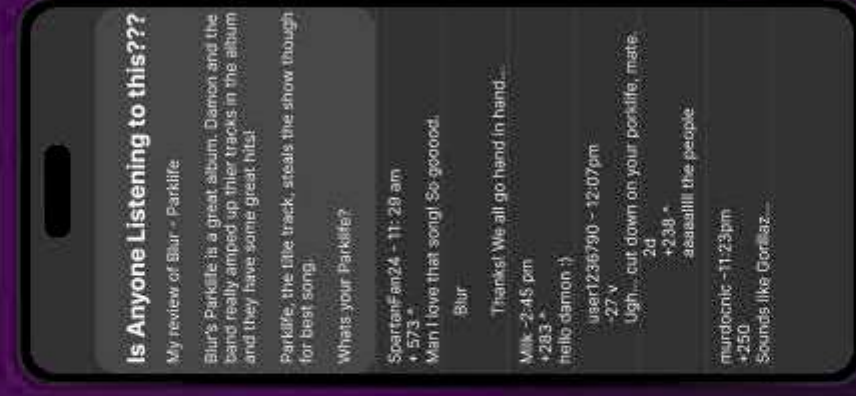 Is Anyone Listening to this???
My review of Blur - Parklife
Blur's Parklife is a great album. Damon and the
band really amped up thier tracks in the album
and they have some great hits!
Parklife, the title track, steals the show though
for best song.
Whats your Parklife?
SpartanFan24 - 11: 29 am
+ 573 ^
Man I love that song! So gooood.
Blur
Thanks! We all go hand in hand...
Milk -2:45 pm
+283 ^
hello damon :)
user1236790 - 12:07pm
-27 v
Ugh... cut down on your porklife, mate.
2d
+238 ^
aaaaallllll the people
murdocnic -11:23pm
+250
Sounds like Gorillaz...